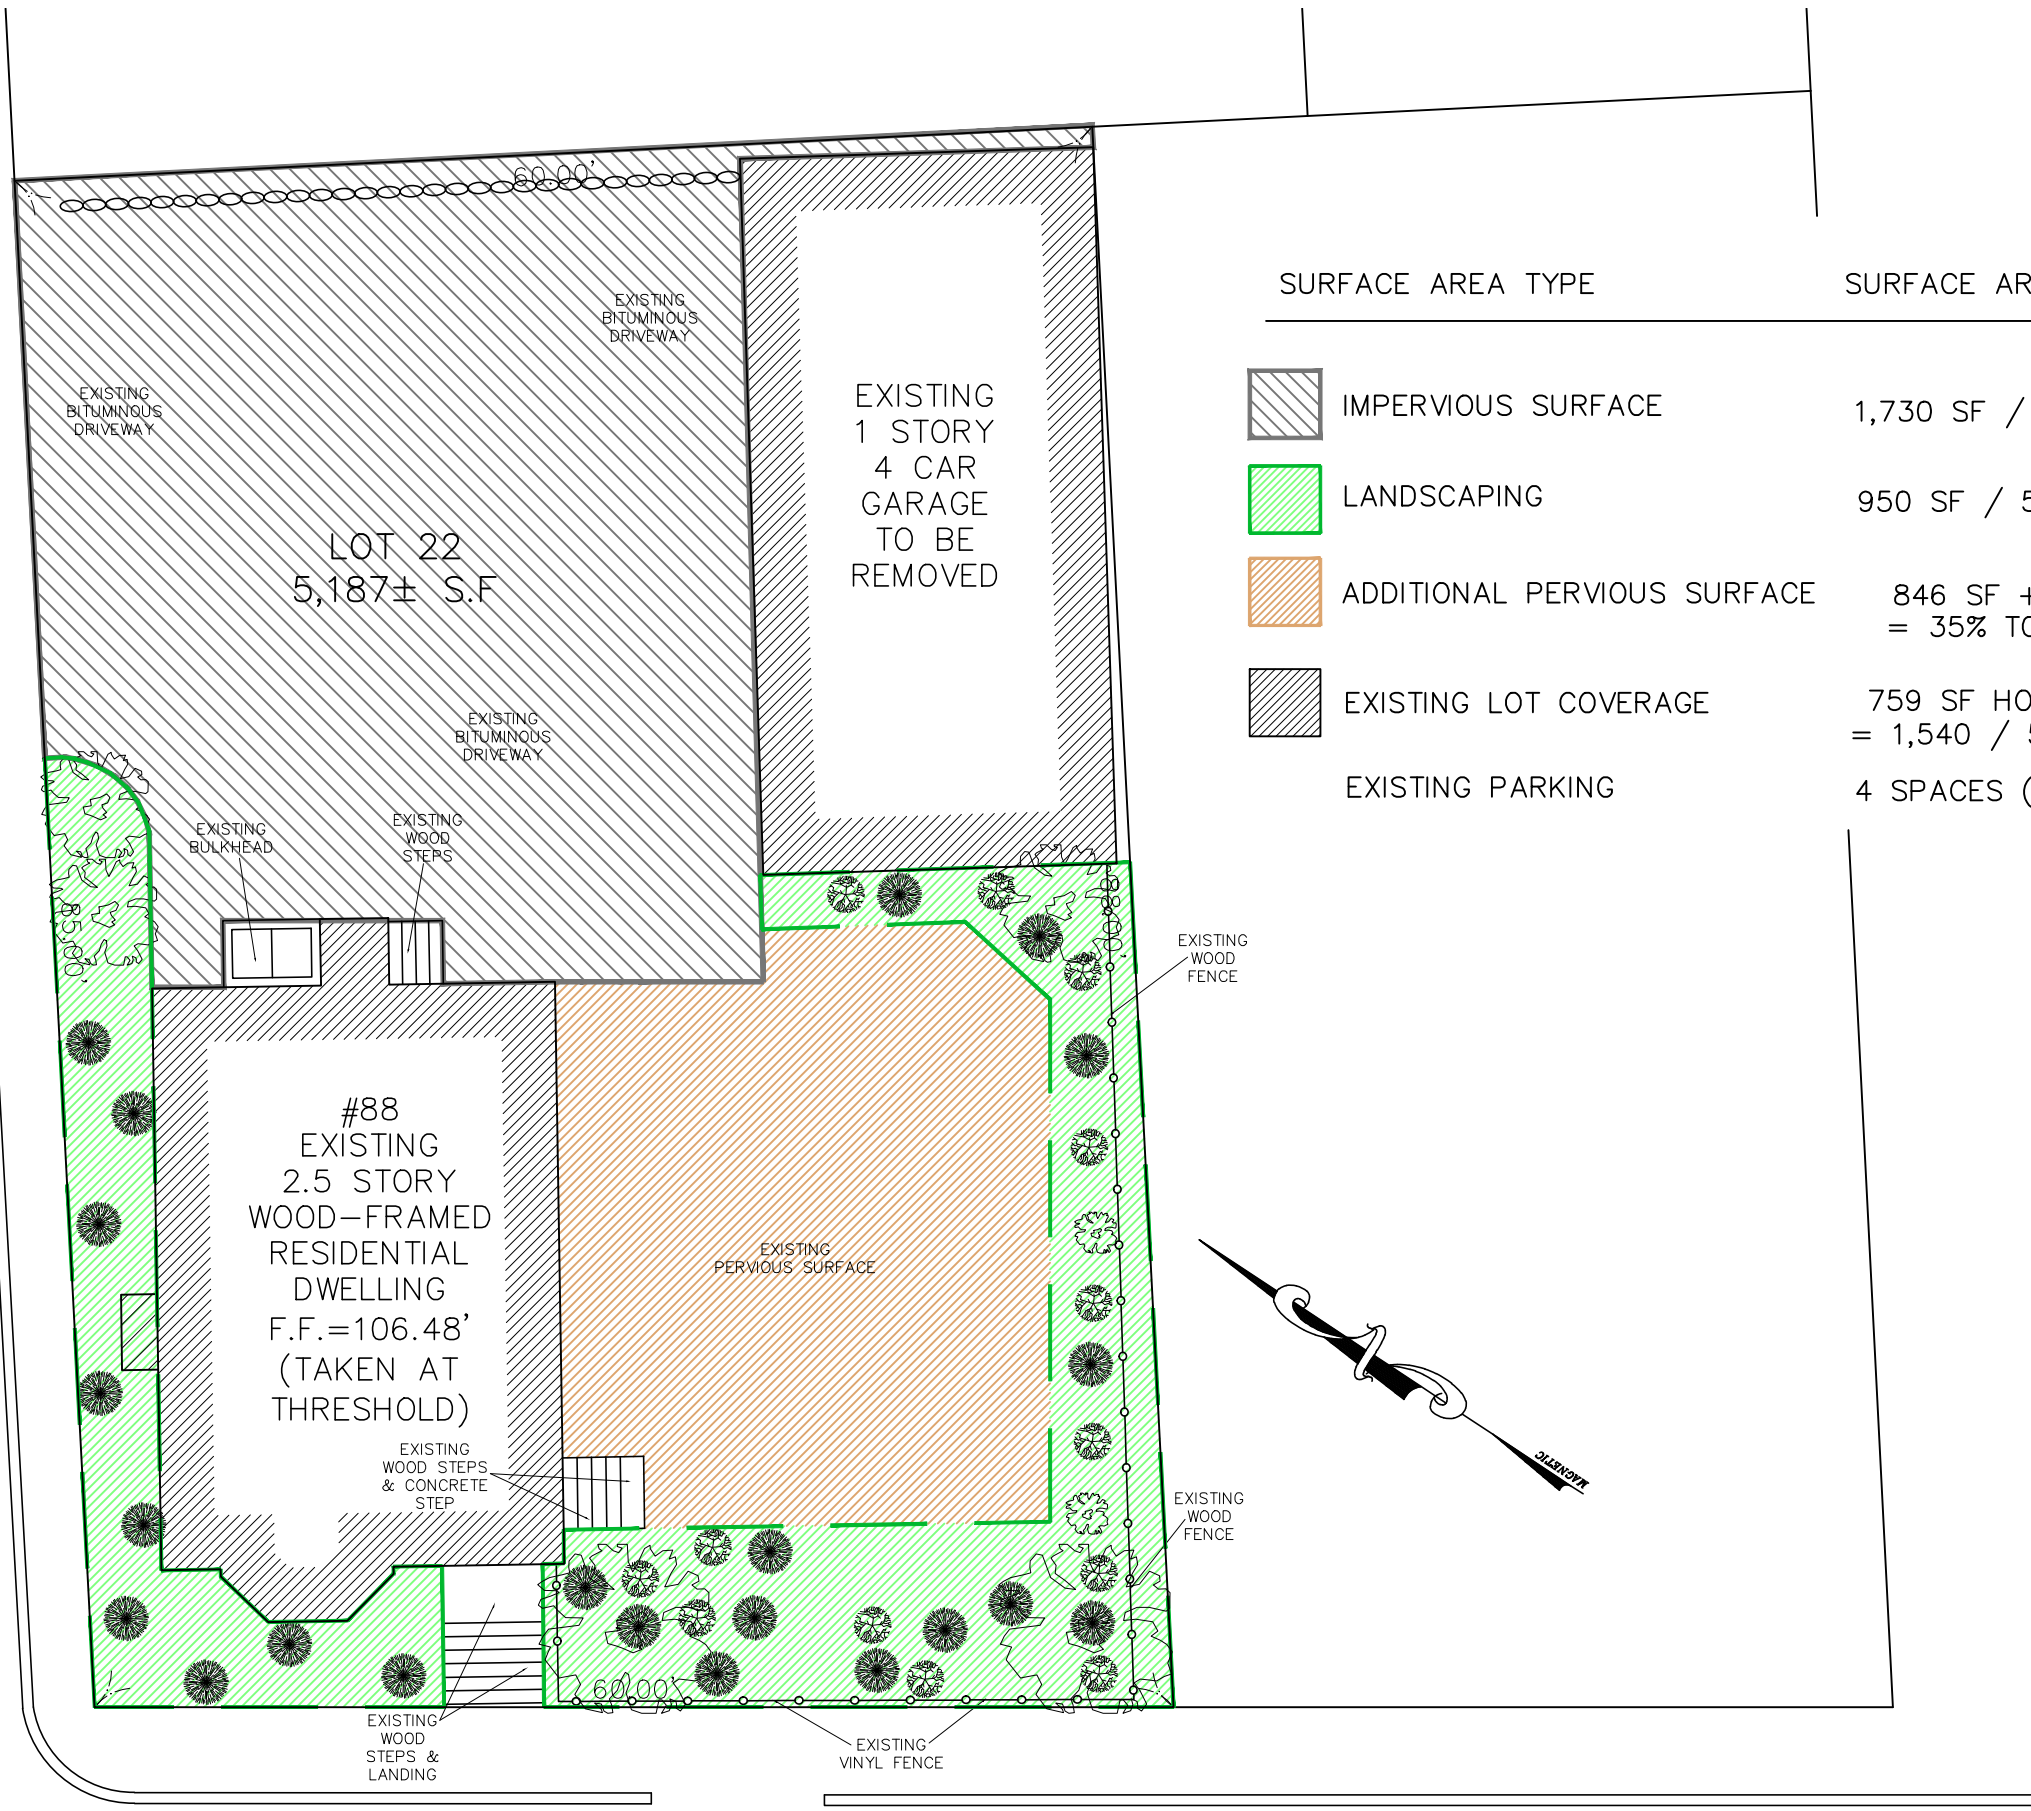 60.00'
EXISTING
BITUMINOUS
DRIVEWAY
EXISTING
BITUMINOUS
DRIVEWAY
LOT 22
5,187± S.F
EXISTING
1 STORY
4 CAR
GARAGE
TO BE
REMOVED
EXISTING
BITUMINOUS
DRIVEWAY
EXISTING
BULKHEAD
EXISTING
WOOD
STEPS
85.00'
88.00'
EXISTING
WOOD
FENCE
#88
EXISTING
2.5 STORY
WOOD-FRAMED
RESIDENTIAL
DWELLING
F.F.=106.48'
(TAKEN AT
THRESHOLD)
EXISTING
PERVIOUS SURFACE
EXISTING
WOOD STEPS
& CONCRETE
STEP
EXISTING
WOOD
FENCE
60.00'
EXISTING
WOOD
STEPS &
LANDING
EXISTING
VINYL FENCE
MAGNETIC
SURFACE AREA TYPE SURFACE AR
IMPERVIOUS SURFACE 1,730 SF /
LANDSCAPING 950 SF / 5
ADDITIONAL PERVIOUS SURFACE 846 SF +
= 35% TO
EXISTING LOT COVERAGE 759 SF HO
= 1,540 / 5
EXISTING PARKING 4 SPACES (